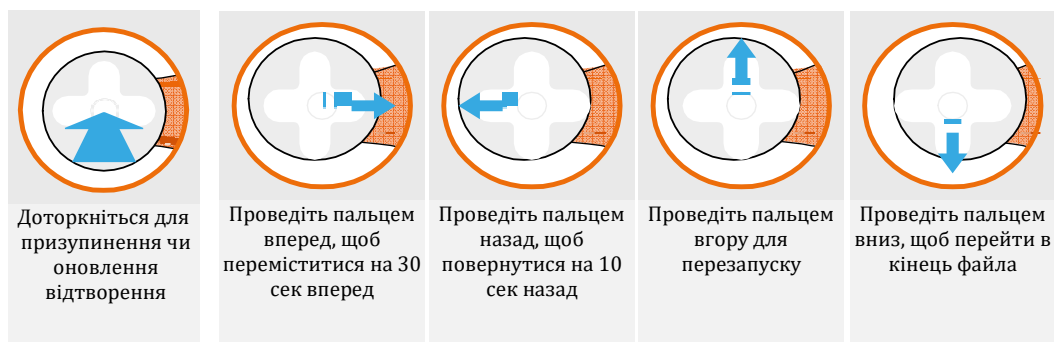 Доторкніться для
призупинення чи
оновлення
відтворення
Проведіть пальцем
вперед, щоб
переміститися на 30
сек вперед
Проведіть пальцем
назад, щоб
повернутися на 10
сек назад
Проведіть пальцем
вгору для
перезапуску
Проведіть пальцем
вниз, щоб перейти в
кінець файла